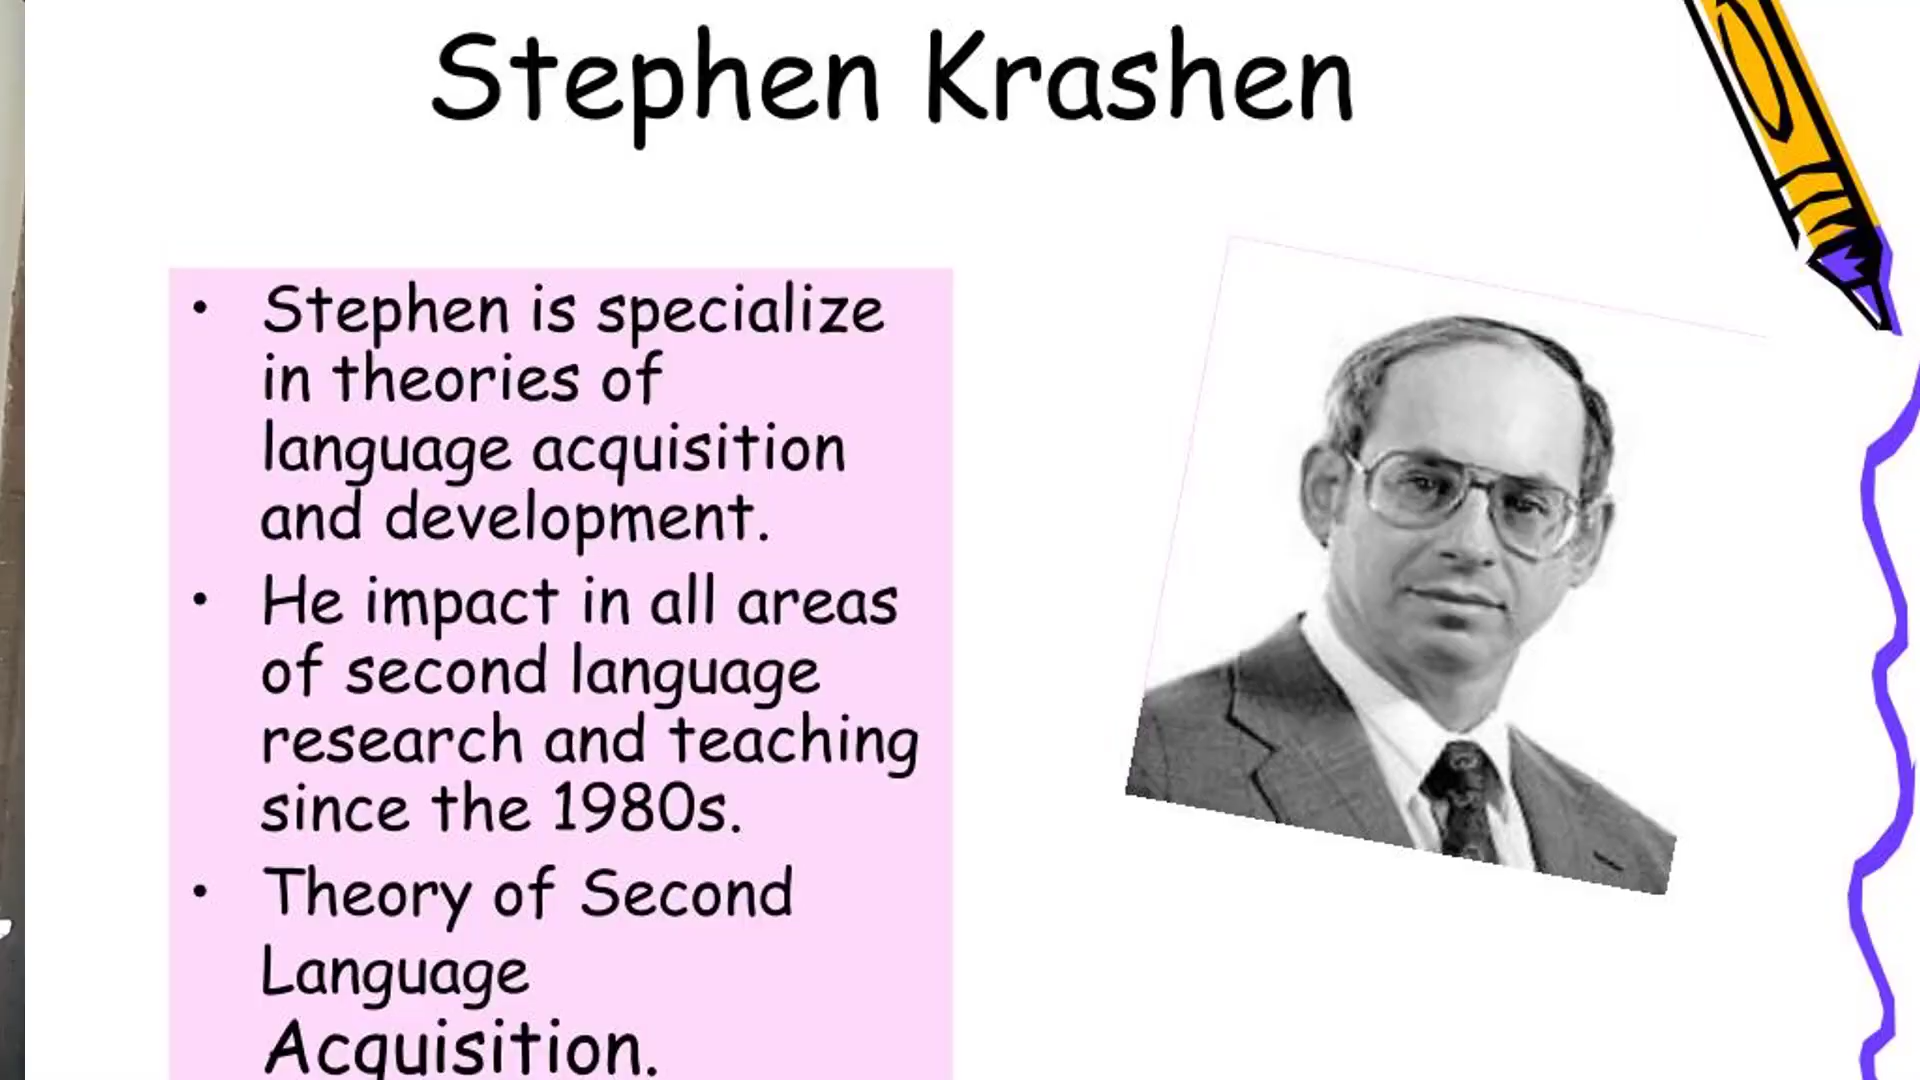 Stephen Krashen
• Stephen is specialize
in theories of
language acquisition
and development.
• He impact in all areas
of second language
research and teaching
since the 1980s.
• Theory of Second
Language
Acquisition.